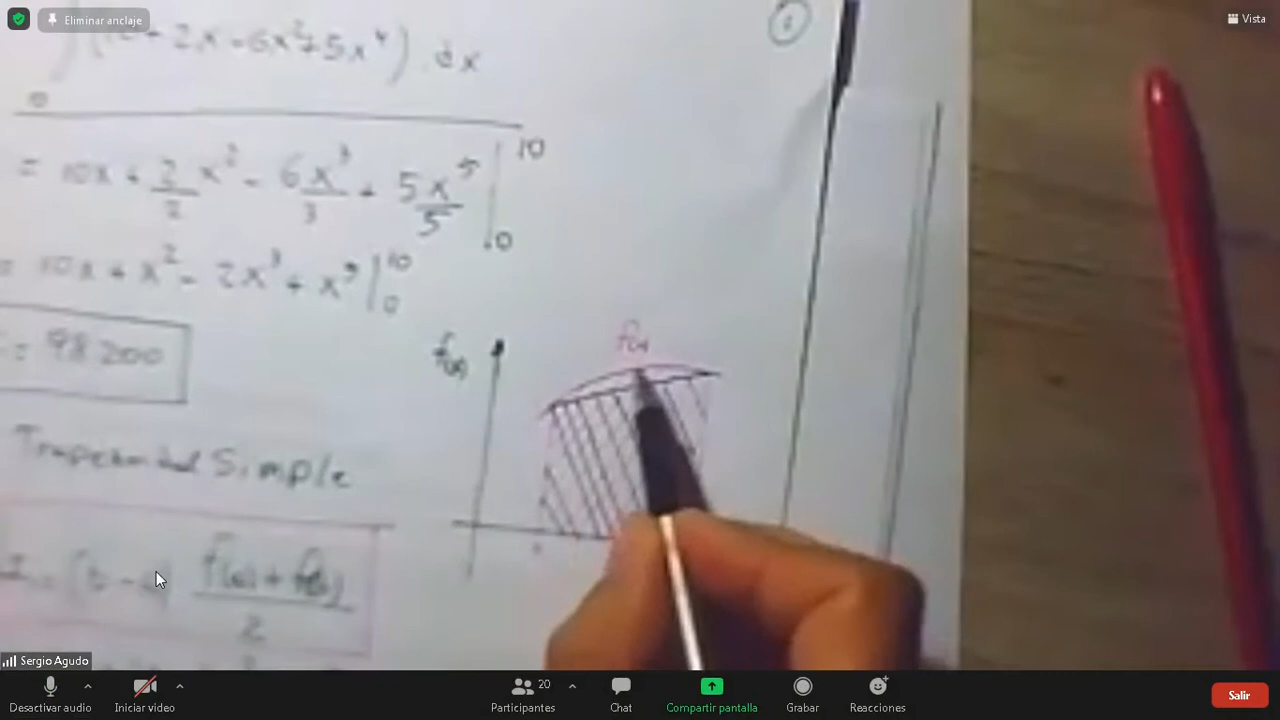 Eliminar anclaje
Vista
∫(10 + 2x - 6x² + 5x⁴) dx
0
= 10x + 2/2 x² - 6x³/3 + 5x⁵/5 |
10
0
= 10x + x² - 2x³ + x⁵ |
10
0
= 98 200
f(x)
f(x)
Trapezoidal Simple
I = (b - a) f(a) + f(b)
2
Sergio Agudo
Desactivar audio
Iniciar video
Participantes
20
Chat
Compartir pantalla
Grabar
Reacciones
Salir